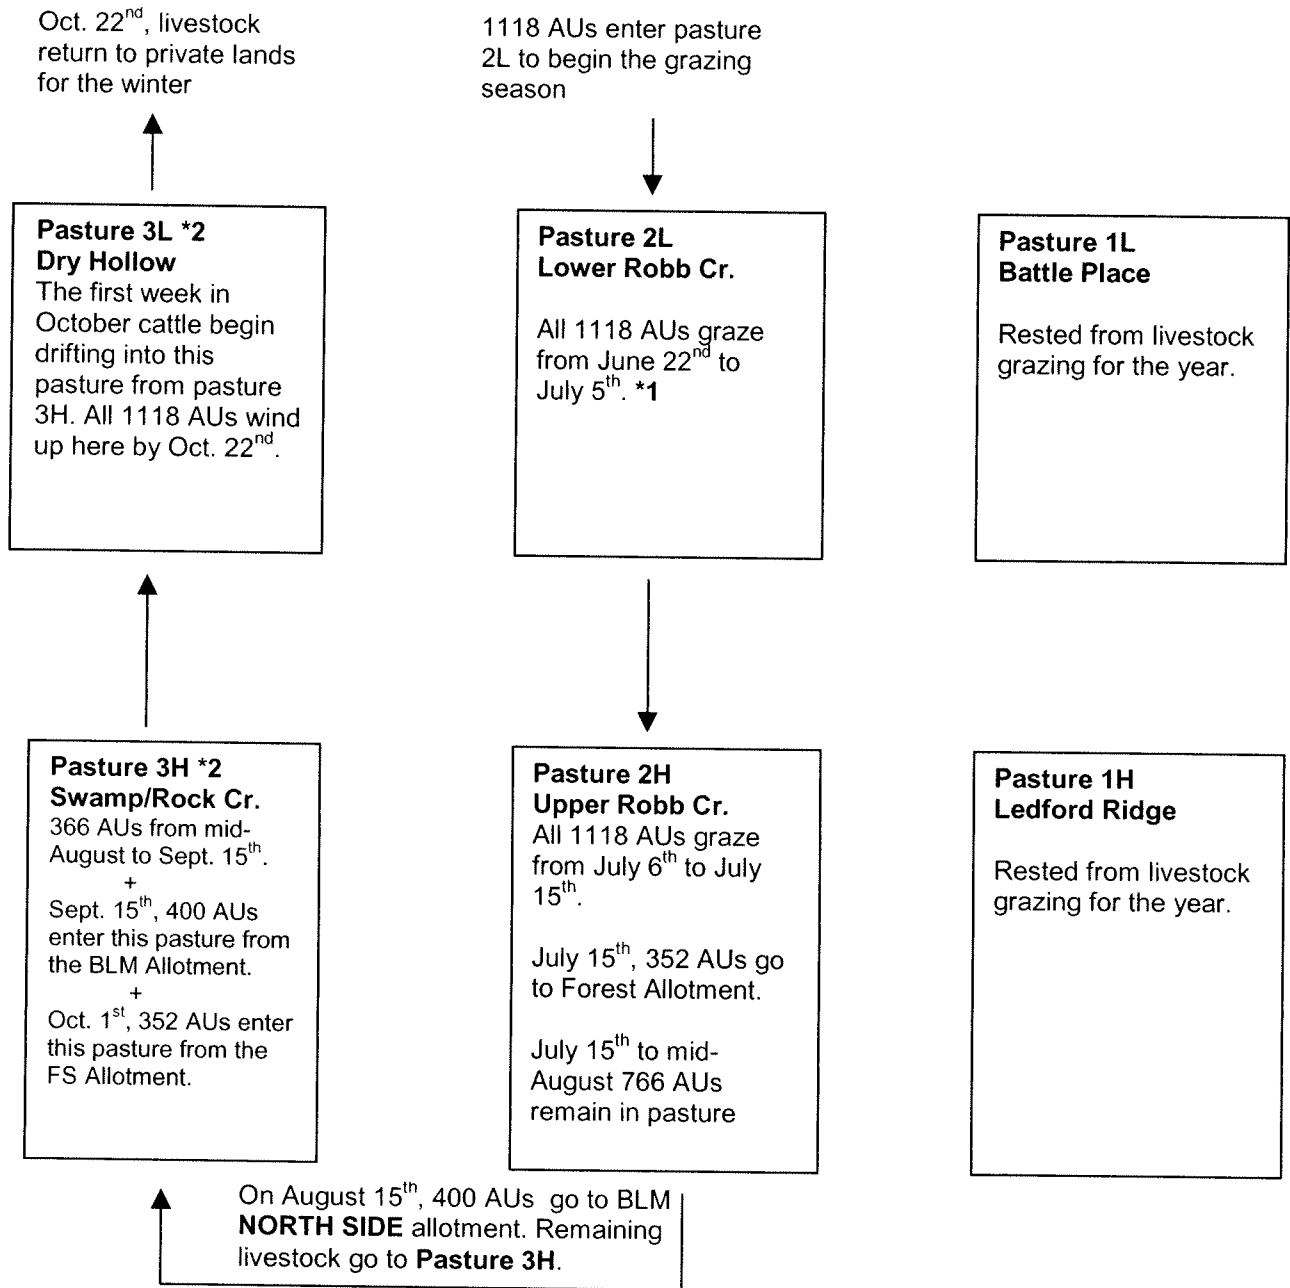 Oct. 22nd, livestock
return to private lands
for the winter
1118 AUs enter pasture
2L to begin the grazing
season
Pasture 3L *2
Dry Hollow
The first week in
October cattle begin
drifting into this
pasture from pasture
3H. All 1118 AUs wind
up here by Oct. 22nd.
Pasture 2L
Lower Robb Cr.
All 1118 AUs graze
from June 22nd to
July 5th. *1
Pasture 1L
Battle Place
Rested from livestock
grazing for the year.
Pasture 3H *2
Swamp/Rock Cr.
366 AUs from mid-
August to Sept. 15th.
+
Sept. 15th, 400 AUs
enter this pasture from
the BLM Allotment.
+
Oct. 1st, 352 AUs enter
this pasture from the
FS Allotment.
Pasture 2H
Upper Robb Cr.
All 1118 AUs graze
from July 6th to July
15th.
July 15th, 352 AUs go
to Forest Allotment.
July 15th to mid-
August 766 AUs
remain in pasture
Pasture 1H
Ledford Ridge
Rested from livestock
grazing for the year.
On August 15th, 400 AUs go to BLM
NORTH SIDE allotment. Remaining
livestock go to Pasture 3H.